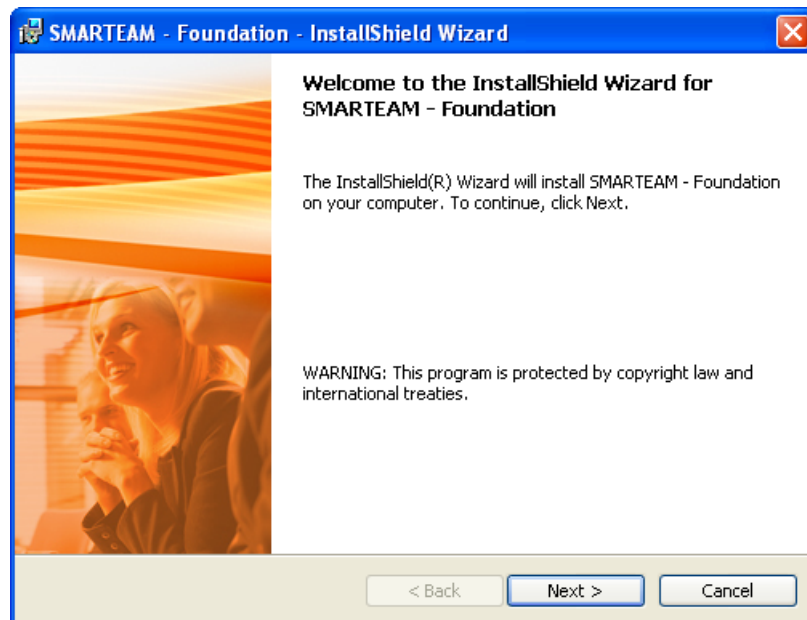 SMARTEAM - Foundation - InstallShield Wizard
Welcome to the InstallShield Wizard for
SMARTEAM - Foundation
The InstallShield(R) Wizard will install SMARTEAM - Foundation
on your computer. To continue, click Next.
WARNING: This program is protected by copyright law and
international treaties.
< Back
Next >
Cancel